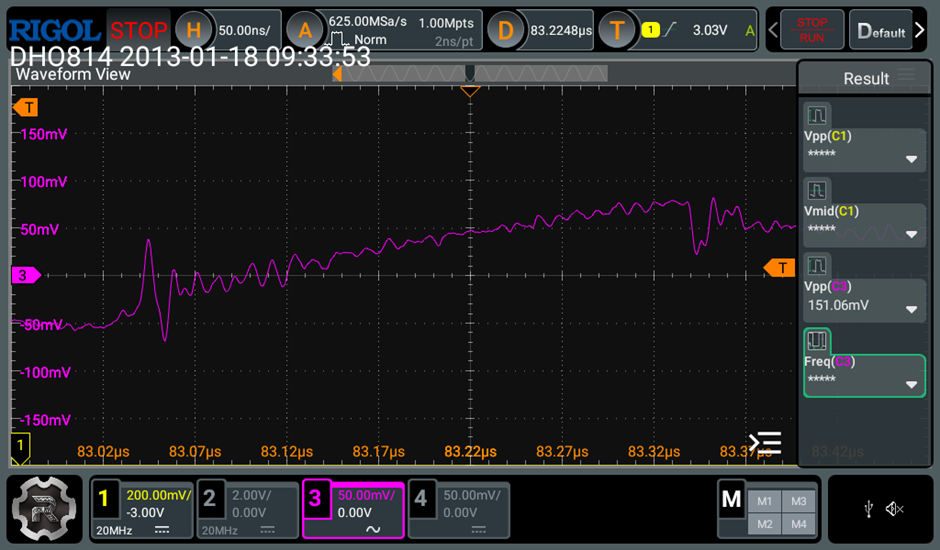 RIGOL STOP H 50.00ns/ A 625.00MSa/s 1.00Mpts Norm 2ns/pt D 83.2248µs T 1 3.03V A STOP RUN Default
DHO814 2013-01-18 09:33:53
Waveform View
Result
T
150mV
100mV
50mV
3
-50mV
-100mV
-150mV
T
1
83.02µs 83.07µs 83.12µs 83.17µs 83.22µs 83.27µs 83.32µs 83.37µs 83.42µs
Vpp(C1)
*****
Vmid(C1)
*****
Vpp(C3)
151.06mV
Freq(C3)
*****
R
1 200.00mV/ -3.00V 20MHz
2 2.00V/ 0.00V 20MHz
3 50.00mV/ 0.00V
4 50.00mV/ 0.00V
M M1 M3 M2 M4